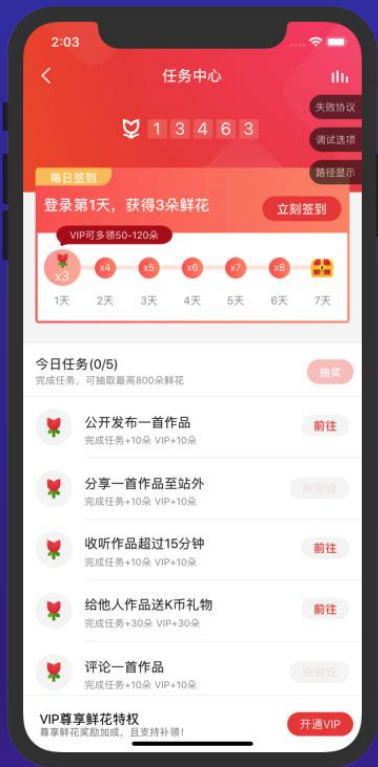 2:03
任务中心
失败协议
13463
调试选项
路径显示
每日签到
登录第1天，获得3朵鲜花
立刻签到
VIP可多领50-120朵
x3 x4 x5 x6 x7 x8
1天 2天 3天 4天 5天 6天 7天
今日任务(0/5)
完成任务，可抽取最高800朵鲜花
抽奖
公开发布一首作品
完成任务+10朵 VIP+10朵
前往
分享一首作品至站外
完成任务+10朵 VIP+10朵
未完成
收听作品超过15分钟
完成任务+10朵 VIP+10朵
前往
给他人作品送K币礼物
完成任务+30朵 VIP+30朵
前往
评论一首作品
完成任务+10朵 VIP+10朵
未完成
VIP尊享鲜花特权
尊享鲜花奖励加成，且支持补领！
开通VIP